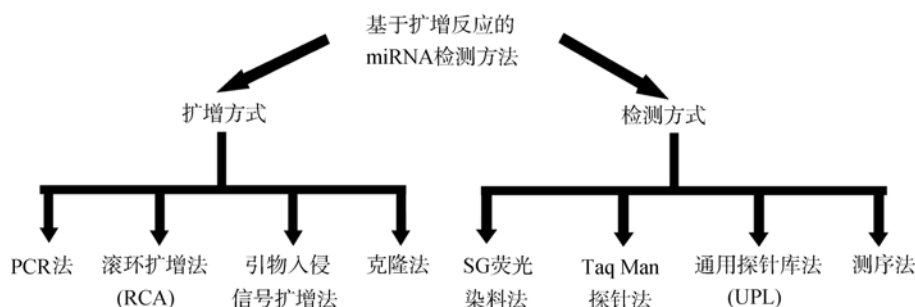 基于扩增反应的
miRNA检测方法
扩增方式
检测方式
PCR法
滚环扩增法
(RCA)
引物入侵
信号扩增法
克隆法
SG荧光
染料法
Taq Man
探针法
通用探针库法
(UPL)
测序法